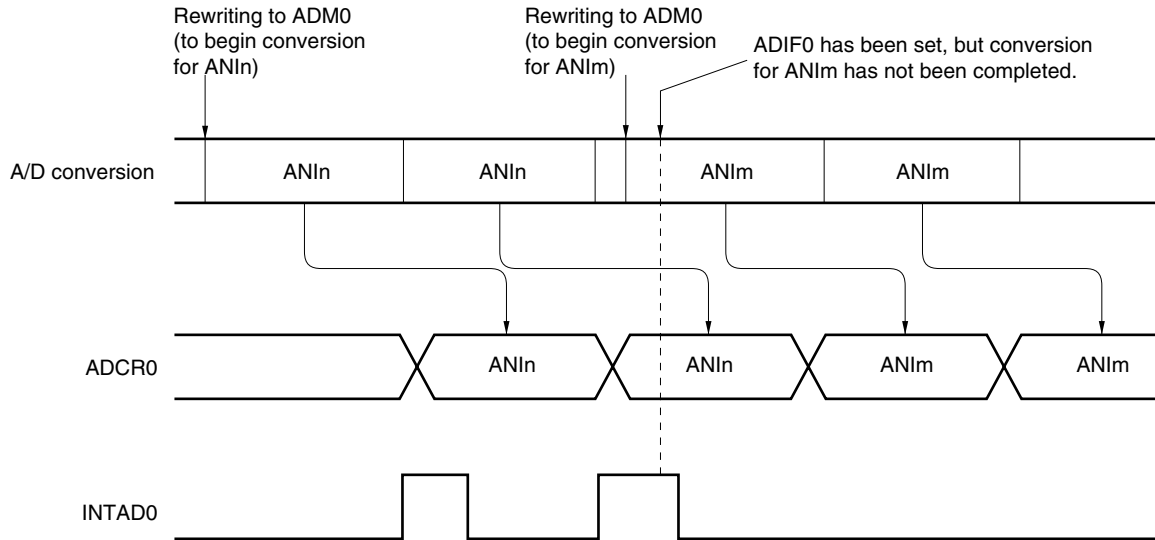 Rewriting to ADM0
(to begin conversion
for ANIn)
Rewriting to ADM0
(to begin conversion
for ANIm)
ADIF0 has been set, but conversion
for ANIm has not been completed.
A/D conversion
ANIn
ANIn
ANIm
ANIm
ADCR0
ANIn
ANIn
ANIm
ANIm
INTAD0